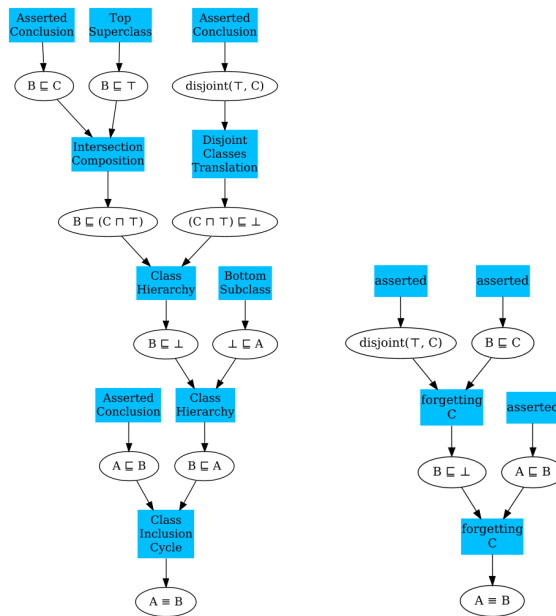 Asserted
Conclusion
Top
Superclass
Asserted
Conclusion
B ⊑ C
B ⊑ ⊤
disjoint(⊤, C)
Intersection
Composition
Disjoint
Classes
Translation
B ⊑ (C ⊓ ⊤)
(C ⊓ ⊤) ⊑ ⊥
Class
Hierarchy
Bottom
Subclass
B ⊑ ⊥
⊥ ⊑ A
Asserted
Conclusion
Class
Hierarchy
A ⊑ B
B ⊑ A
Class
Inclusion
Cycle
A ≡ B
asserted
asserted
disjoint(⊤, C)
B ⊑ C
forgetting
C
asserted
B ⊑ ⊥
A ⊑ B
forgetting
C
A ≡ B